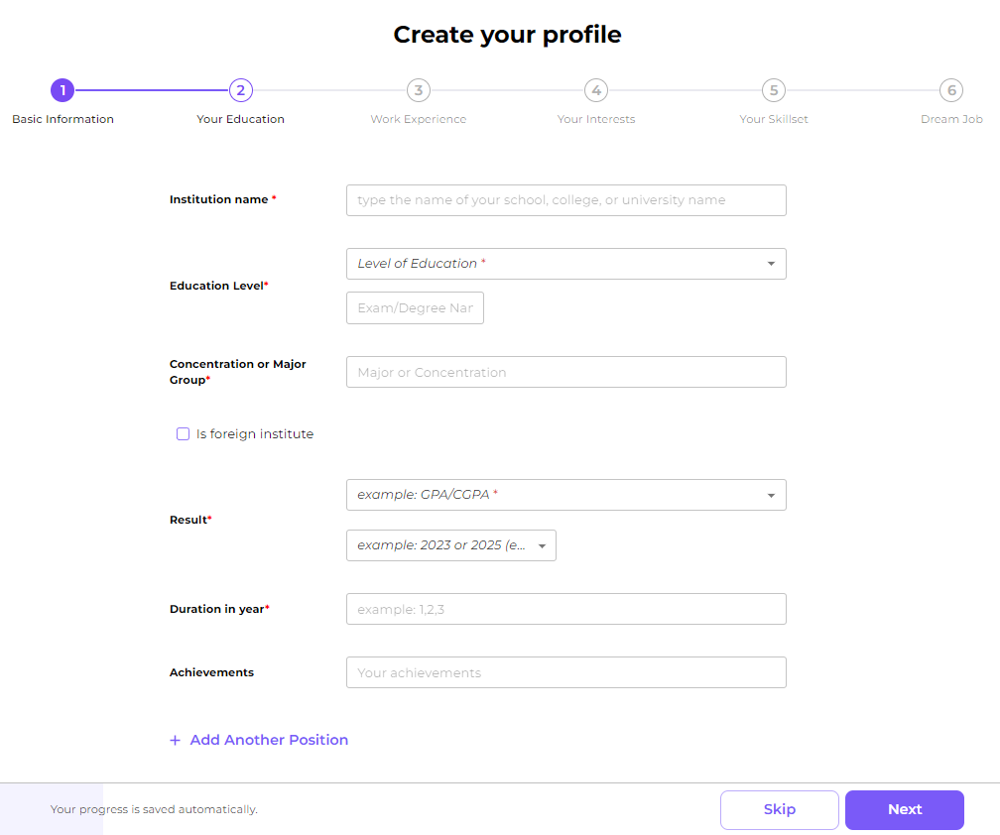 Create your profile
1 2 3 4 5 6
Basic Information Your Education Work Experience Your Interests Your Skillset Dream Job
Institution name * type the name of your school, college, or university name
Level of Education *
Education Level*
Exam/Degree Nar
Concentration or Major
Group* Major or Concentration
Is foreign institute
example: GPA/CGPA *
Result*
example: 2023 or 2025 (e...
Duration in year* example: 1,2,3
Achievements Your achievements
+ Add Another Position
Your progress is saved automatically. Skip Next